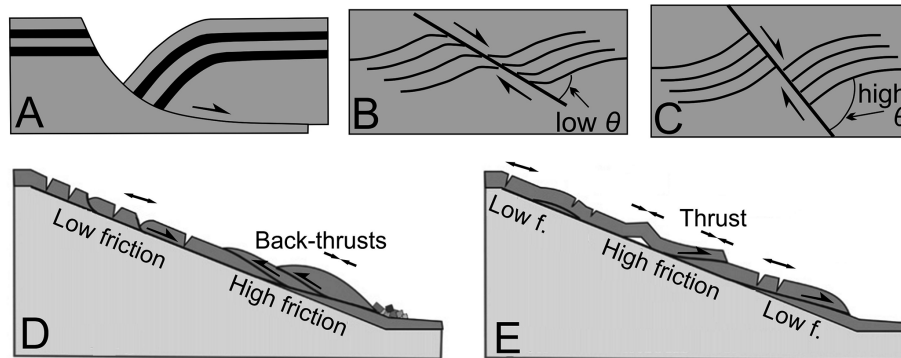 A
B
low θ
C
high
θ
Low friction
Back-thrusts
High friction
D
Low f.
Thrust
High friction
Low f.
E